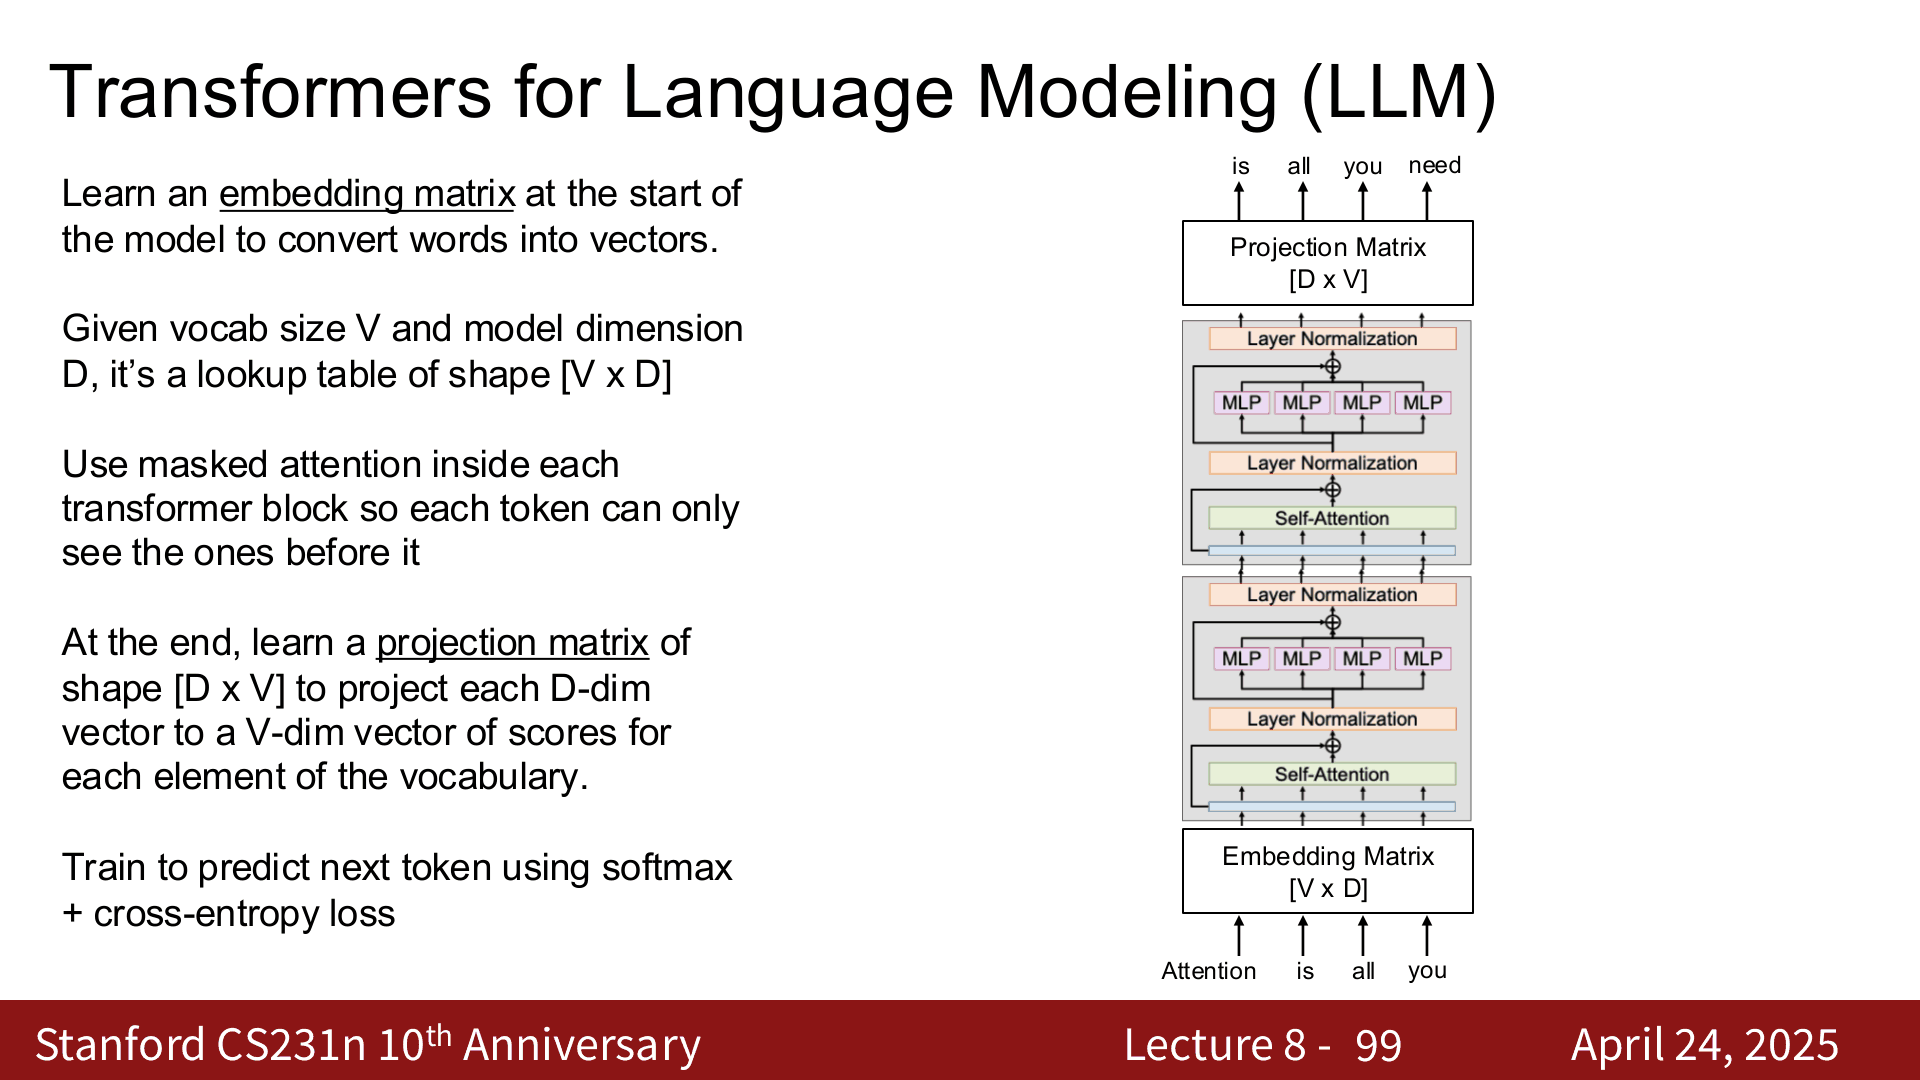 Transformers for Language Modeling (LLM)
Learn an embedding matrix at the start of
the model to convert words into vectors.
Given vocab size V and model dimension
D, it’s a lookup table of shape [V x D]
Use masked attention inside each
transformer block so each token can only
see the ones before it
At the end, learn a projection matrix of
shape [D x V] to project each D-dim
vector to a V-dim vector of scores for
each element of the vocabulary.
Train to predict next token using softmax
+ cross-entropy loss
is all you need
Projection Matrix
[D x V]
Layer Normalization
MLP MLP MLP MLP
Layer Normalization
Self-Attention
Layer Normalization
MLP MLP MLP MLP
Layer Normalization
Self-Attention
Embedding Matrix
[V x D]
Attention is all you
Stanford CS231n 10th Anniversary
Lecture 8 - 99
April 24, 2025